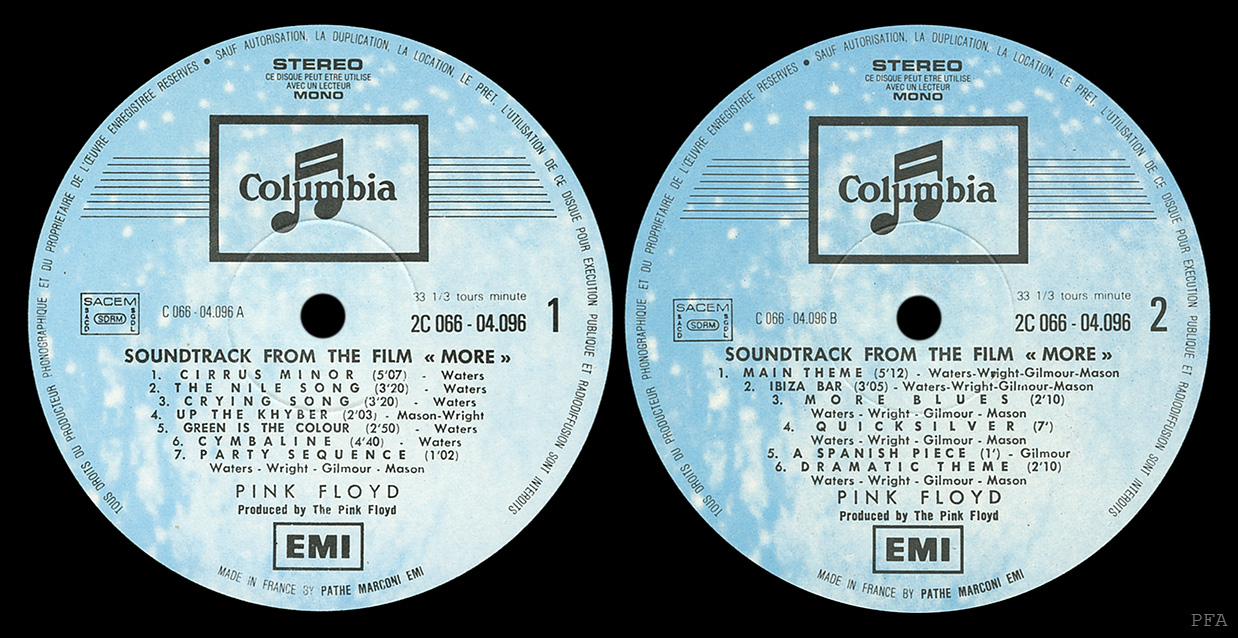 TOUS DROITS DU PRODUCTEUR PHONOGRAPHIQUE ET DU PROPRIETAIRE DE L'ŒUVRE ENREGISTREE RESERVES • SAUF AUTORISATION, LA DUPLICATION, LA LOCATION, LE PRET, L'UTILISATION DE CE DISQUE POUR EXECUTION PUBLIQUE ET RADIODIFFUSION SONT INTERDITS
STEREO
CE DISQUE PEUT ETRE UTILISE
AVEC UN LECTEUR
MONO
Columbia
SACEM
SACD
SDRM
SGDL
C 066 - 04.096 A
33 1/3 tours minute
2C 066 - 04.096
1
SOUNDTRACK FROM THE FILM « MORE »
1. CIRRUS MINOR (5'07) - Waters
2. THE NILE SONG (3'20) - Waters
3. CRYING SONG (3'20) - Waters
4. UP THE KHYBER (2'03) - Mason-Wright
5. GREEN IS THE COLOUR (2'50) - Waters
6. CYMBALINE (4'40) - Waters
7. PARTY SEQUENCE (1'02)
Waters - Wright - Gilmour - Mason
PINK FLOYD
Produced by The Pink Floyd
EMI
MADE IN FRANCE BY PATHE MARCONI EMI
TOUS DROITS DU PRODUCTEUR PHONOGRAPHIQUE ET DU PROPRIETAIRE DE L'ŒUVRE ENREGISTREE RESERVES • SAUF AUTORISATION, LA DUPLICATION, LA LOCATION, LE PRET, L'UTILISATION DE CE DISQUE POUR EXECUTION PUBLIQUE ET RADIODIFFUSION SONT INTERDITS
STEREO
CE DISQUE PEUT ETRE UTILISE
AVEC UN LECTEUR
MONO
Columbia
SACEM
SACD
SDRM
SGDL
C 066 - 04.096 B
33 1/3 tours minute
2C 066 - 04.096
2
SOUNDTRACK FROM THE FILM « MORE »
1. MAIN THEME (5'12) - Waters-Wright-Gilmour-Mason
2. IBIZA BAR (3'05) - Waters-Wright-Gilmour-Mason
3. MORE BLUES (2'10)
Waters - Wright - Gilmour - Mason
4. QUICKSILVER (7')
Waters - Wright - Gilmour - Mason
5. A SPANISH PIECE (1') - Gilmour
6. DRAMATIC THEME (2'10)
Waters - Wright - Gilmour - Mason
PINK FLOYD
Produced by The Pink Floyd
EMI
MADE IN FRANCE BY PATHE MARCONI EMI
PFA